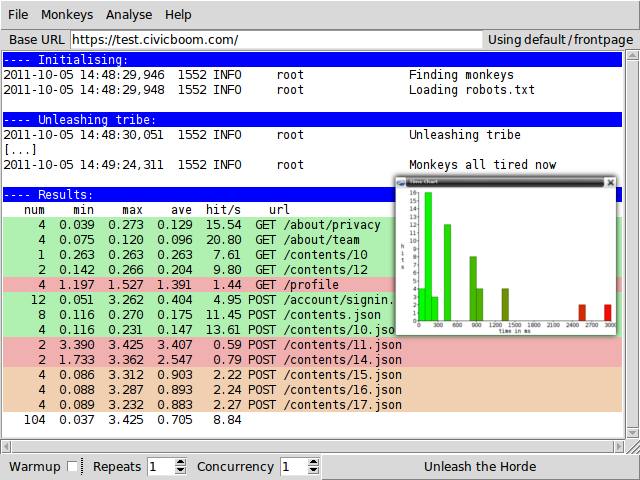 File Monkeys Analyse Help
Base URL https://test.civicboom.com/ Using default/frontpage
---- Initialising:
2011-10-05 14:48:29,946 1552 INFO root Finding monkeys
2011-10-05 14:48:29,948 1552 INFO root Loading robots.txt
---- Unleashing tribe:
2011-10-05 14:48:30,051 1552 INFO root Unleashing tribe
[...]
2011-10-05 14:49:24,311 1552 INFO root Monkeys all tired now
---- Results:
num min max ave hit/s url
4 0.039 0.273 0.129 15.54 GET /about/privacy
4 0.075 0.120 0.096 20.80 GET /about/team
1 0.263 0.263 0.263 7.61 GET /contents/10
2 0.142 0.266 0.204 9.80 GET /contents/12
4 1.197 1.527 1.391 1.44 GET /profile
12 0.051 3.262 0.404 4.95 POST /account/signin.
8 0.116 0.270 0.175 11.45 POST /contents.json
4 0.116 0.231 0.147 13.61 POST /contents/10.json
2 3.390 3.425 3.407 0.59 POST /contents/11.json
2 1.733 3.362 2.547 0.79 POST /contents/14.json
4 0.086 3.312 0.903 2.22 POST /contents/15.json
4 0.088 3.287 0.893 2.24 POST /contents/16.json
4 0.089 3.232 0.883 2.27 POST /contents/17.json
104 0.037 3.425 0.705 8.84
Time Chart
16
15
14
13
12
11
10
9
8
7
6
5
4
3
2
1
0
hits
0 300 600 900 1200 1500 1800 2100 2400 2700 3000
time in ms
Warmup Repeats 1 Concurrency 1 Unleash the Horde